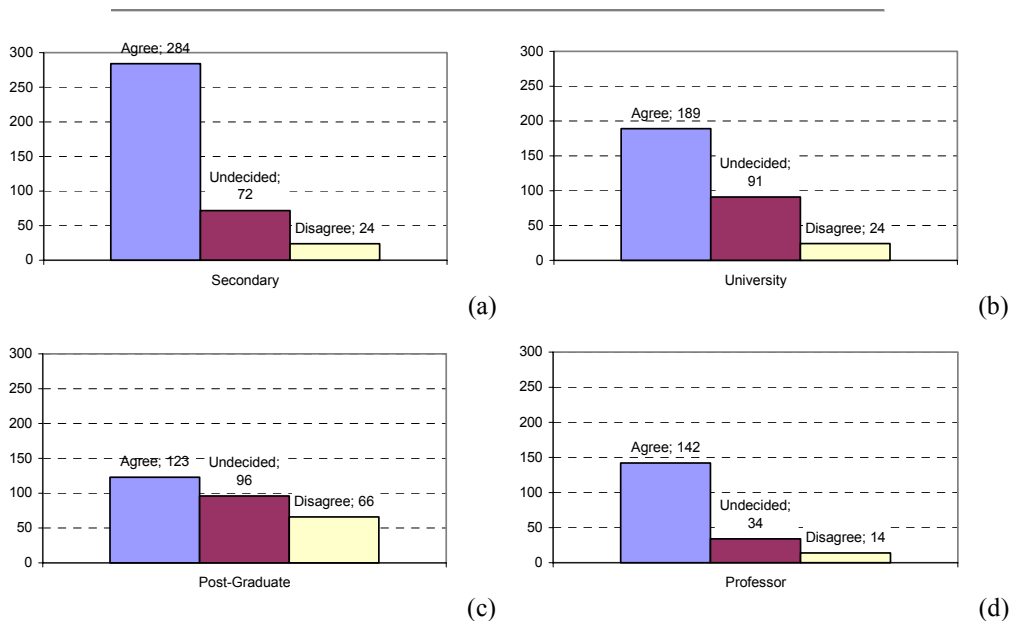 Agree; 284
300
250
200
150
100
50
0
Undecided;
72
Disagree; 24
Secondary
(a)
300
250
200
150
100
50
0
Agree; 189
Undecided;
91
Disagree; 24
University
(b)
300
250
200
150
100
50
0
Agree; 123
Undecided;
96
Disagree; 66
Post-Graduate
(c)
300
250
200
150
100
50
0
Agree; 142
Undecided;
34
Disagree; 14
Professor
(d)